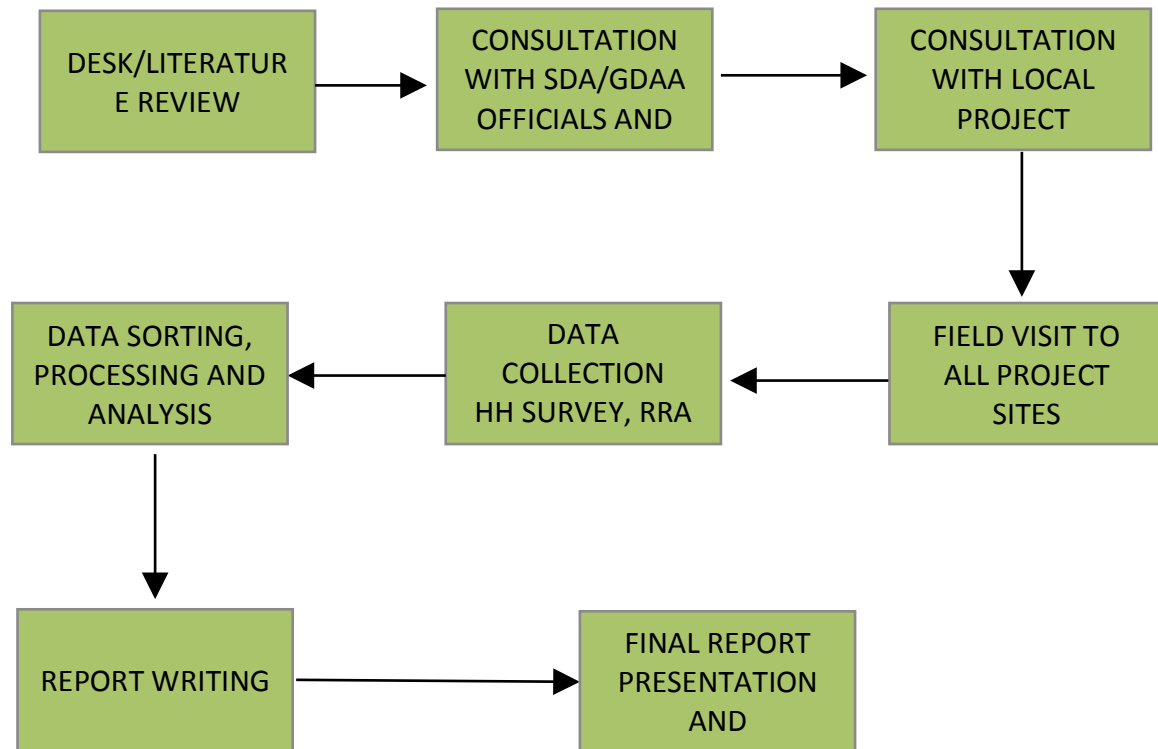 DESK/LITERATUR
E REVIEW
CONSULTATION
WITH SDA/GDAA
OFFICIALS AND
CONSULTATION
WITH LOCAL
PROJECT
FIELD VISIT TO
ALL PROJECT
SITES
DATA
COLLECTION
HH SURVEY, RRA
DATA SORTING,
PROCESSING AND
ANALYSIS
REPORT WRITING
FINAL REPORT
PRESENTATION
AND